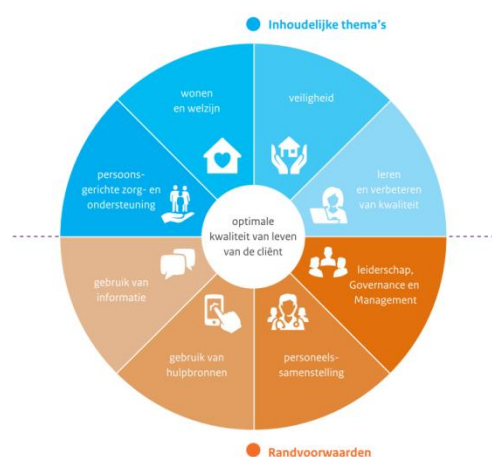 Inhoudelijke thema's
wonen
en welzijn
veiligheid
persoons-
gerichte zorg- en
ondersteuning
leren
en verbeteren
van kwaliteit
optimale
kwaliteit van leven
van de cliënt
gebruik van
informatie
leiderschap,
Governance en
Management
gebruik van
hulpbronnen
personeels-
samenstelling
Randvoorwaarden